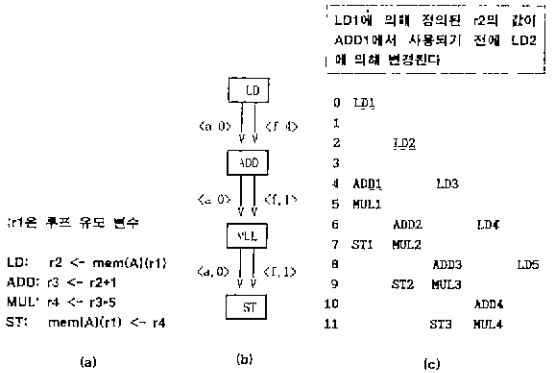 LD1에 의해 정의된 r2의 값이
ADD1에서 사용되기 전에 LD2
에 의해 변경된다
LD
<a,0> <f,4>
ADD
<a,0> <f,1>
MUL
<a,0> <f,1>
ST
r1은 루프 유도 변수
LD: r2 <- mem(A)(r1)
ADD: r3 <- r2+1
MUL: r4 <- r3*5
ST: mem(A)(r1) <- r4
0 LD1
1
2 LD2
3
4 ADD1 LD3
5 MUL1
6 ADD2 LD4
7 ST1 MUL2
8 ADD3 LD5
9 ST2 MUL3
10 ADD4
11 ST3 MUL4
(a) (b) (c)